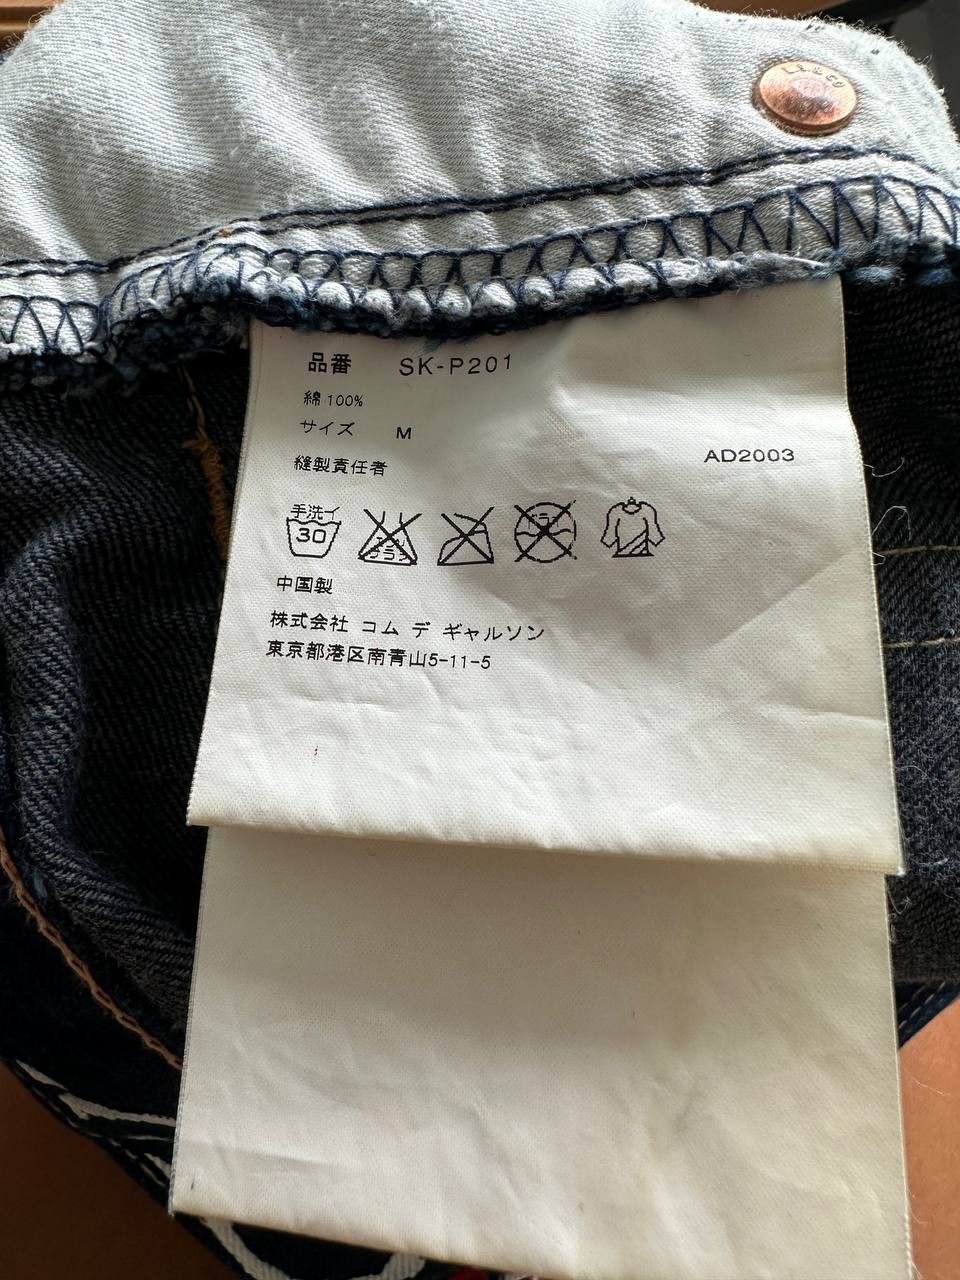 L.S.&CO
品番 SK-P201
綿 100%
サイズ M
AD2003
縫製責任者
手洗イ
30
中国製
株式会社 コム デ ギャルソン
東京都港区南青山5-11-5